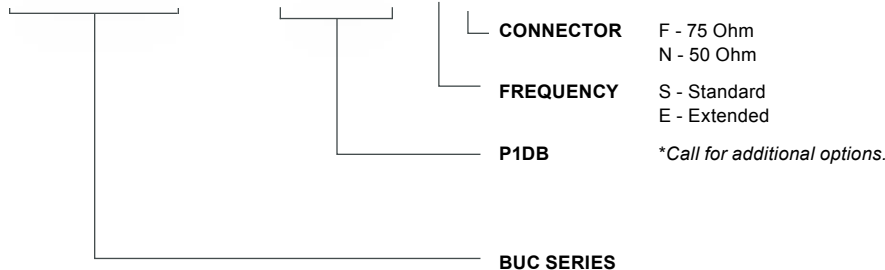 CONNECTOR F - 75 Ohm
N - 50 Ohm
FREQUENCY S - Standard
E - Extended
P1DB *Call for additional options.
BUC SERIES